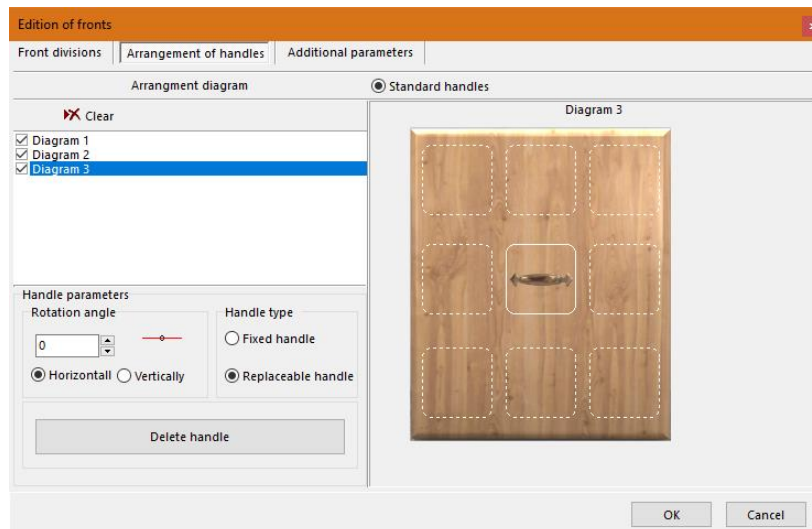 Edition of fronts
Front divisions Arrangement of handles Additional parameters
Arrangment diagram
Standard handles
Clear
Diagram 3
Diagram 1
Diagram 2
Diagram 3
Handle parameters
Rotation angle
Handle type
0
Fixed handle
Horizontall Vertically
Replaceable handle
Delete handle
OK Cancel